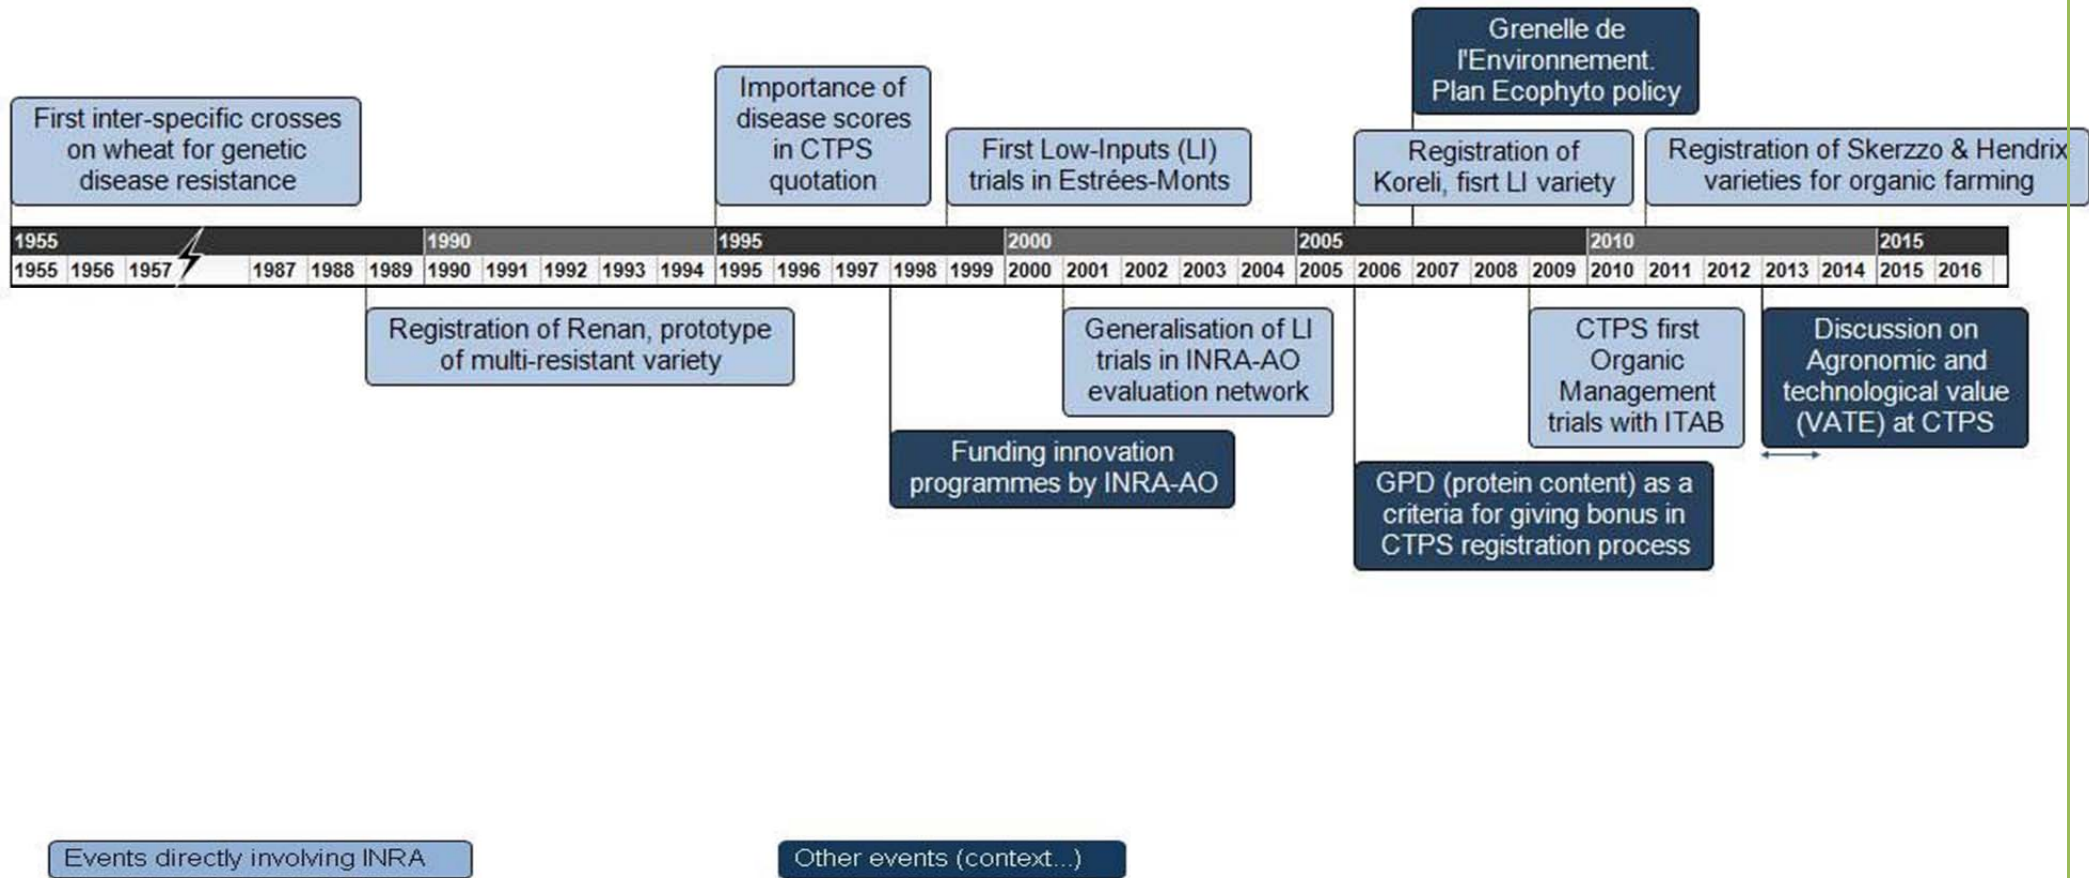 Grenelle de
l'Environnement.
Plan Ecophyto policy
Importance of
disease scores
in CTPS
quotation
First inter-specific crosses
on wheat for genetic
disease resistance
First Low-Inputs (LI)
trials in Estrées-Monts
Registration of
Koreli, fisrt LI variety
Registration of Skerzzo & Hendrix
varieties for organic farming
1955 1990 1995 2000 2005 2010 2015
1955 1956 1957 1987 1988 1989 1990 1991 1992 1993 1994 1995 1996 1997 1998 1999 2000 2001 2002 2003 2004 2005 2006 2007 2008 2009 2010 2011 2012 2013 2014 2015 2016
Registration of Renan, prototype
of multi-resistant variety
Generalisation of LI
trials in INRA-AO
evaluation network
CTPS first
Organic
Management
trials with ITAB
Discussion on
Agronomic and
technological value
(VATE) at CTPS
Funding innovation
programmes by INRA-AO
GPD (protein content) as a
criteria for giving bonus in
CTPS registration process
Events directly involving INRA
Other events (context...)